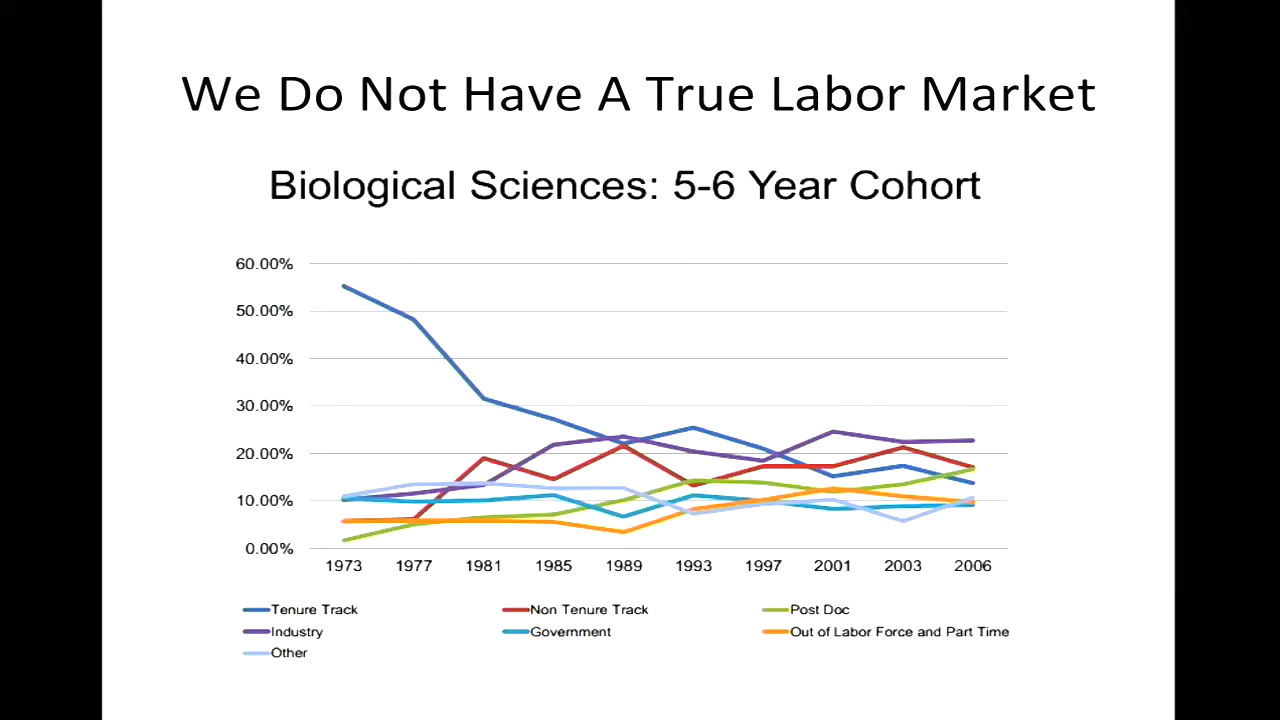 We Do Not Have A True Labor Market
Biological Sciences: 5-6 Year Cohort
60.00%
50.00%
40.00%
30.00%
20.00%
10.00%
0.00%
1973 1977 1981 1985 1989 1993 1997 2001 2003 2006
Tenure Track Non Tenure Track Post Doc
Industry Government Out of Labor Force and Part Time
Other